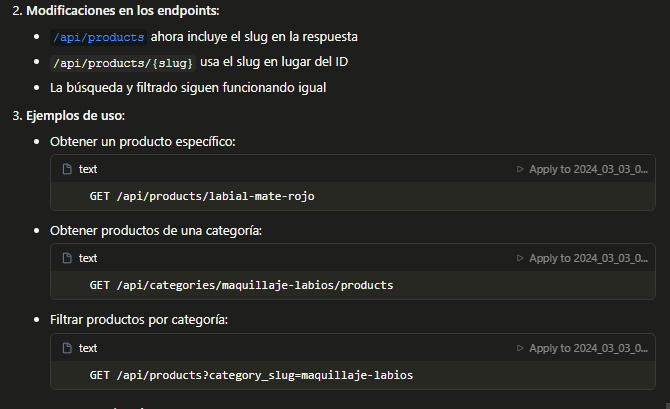 2. Modificaciones en los endpoints:
• /api/products ahora incluye el slug en la respuesta
• /api/products/{slug} usa el slug en lugar del ID
• La búsqueda y filtrado siguen funcionando igual
3. Ejemplos de uso:
• Obtener un producto específico:
text Apply to 2024_03_03_0...
GET /api/products/labial-mate-rojo
• Obtener productos de una categoría:
text Apply to 2024_03_03_0...
GET /api/categories/maquillaje-labios/products
• Filtrar productos por categoría:
text Apply to 2024_03_03_0...
GET /api/products?category_slug=maquillaje-labios